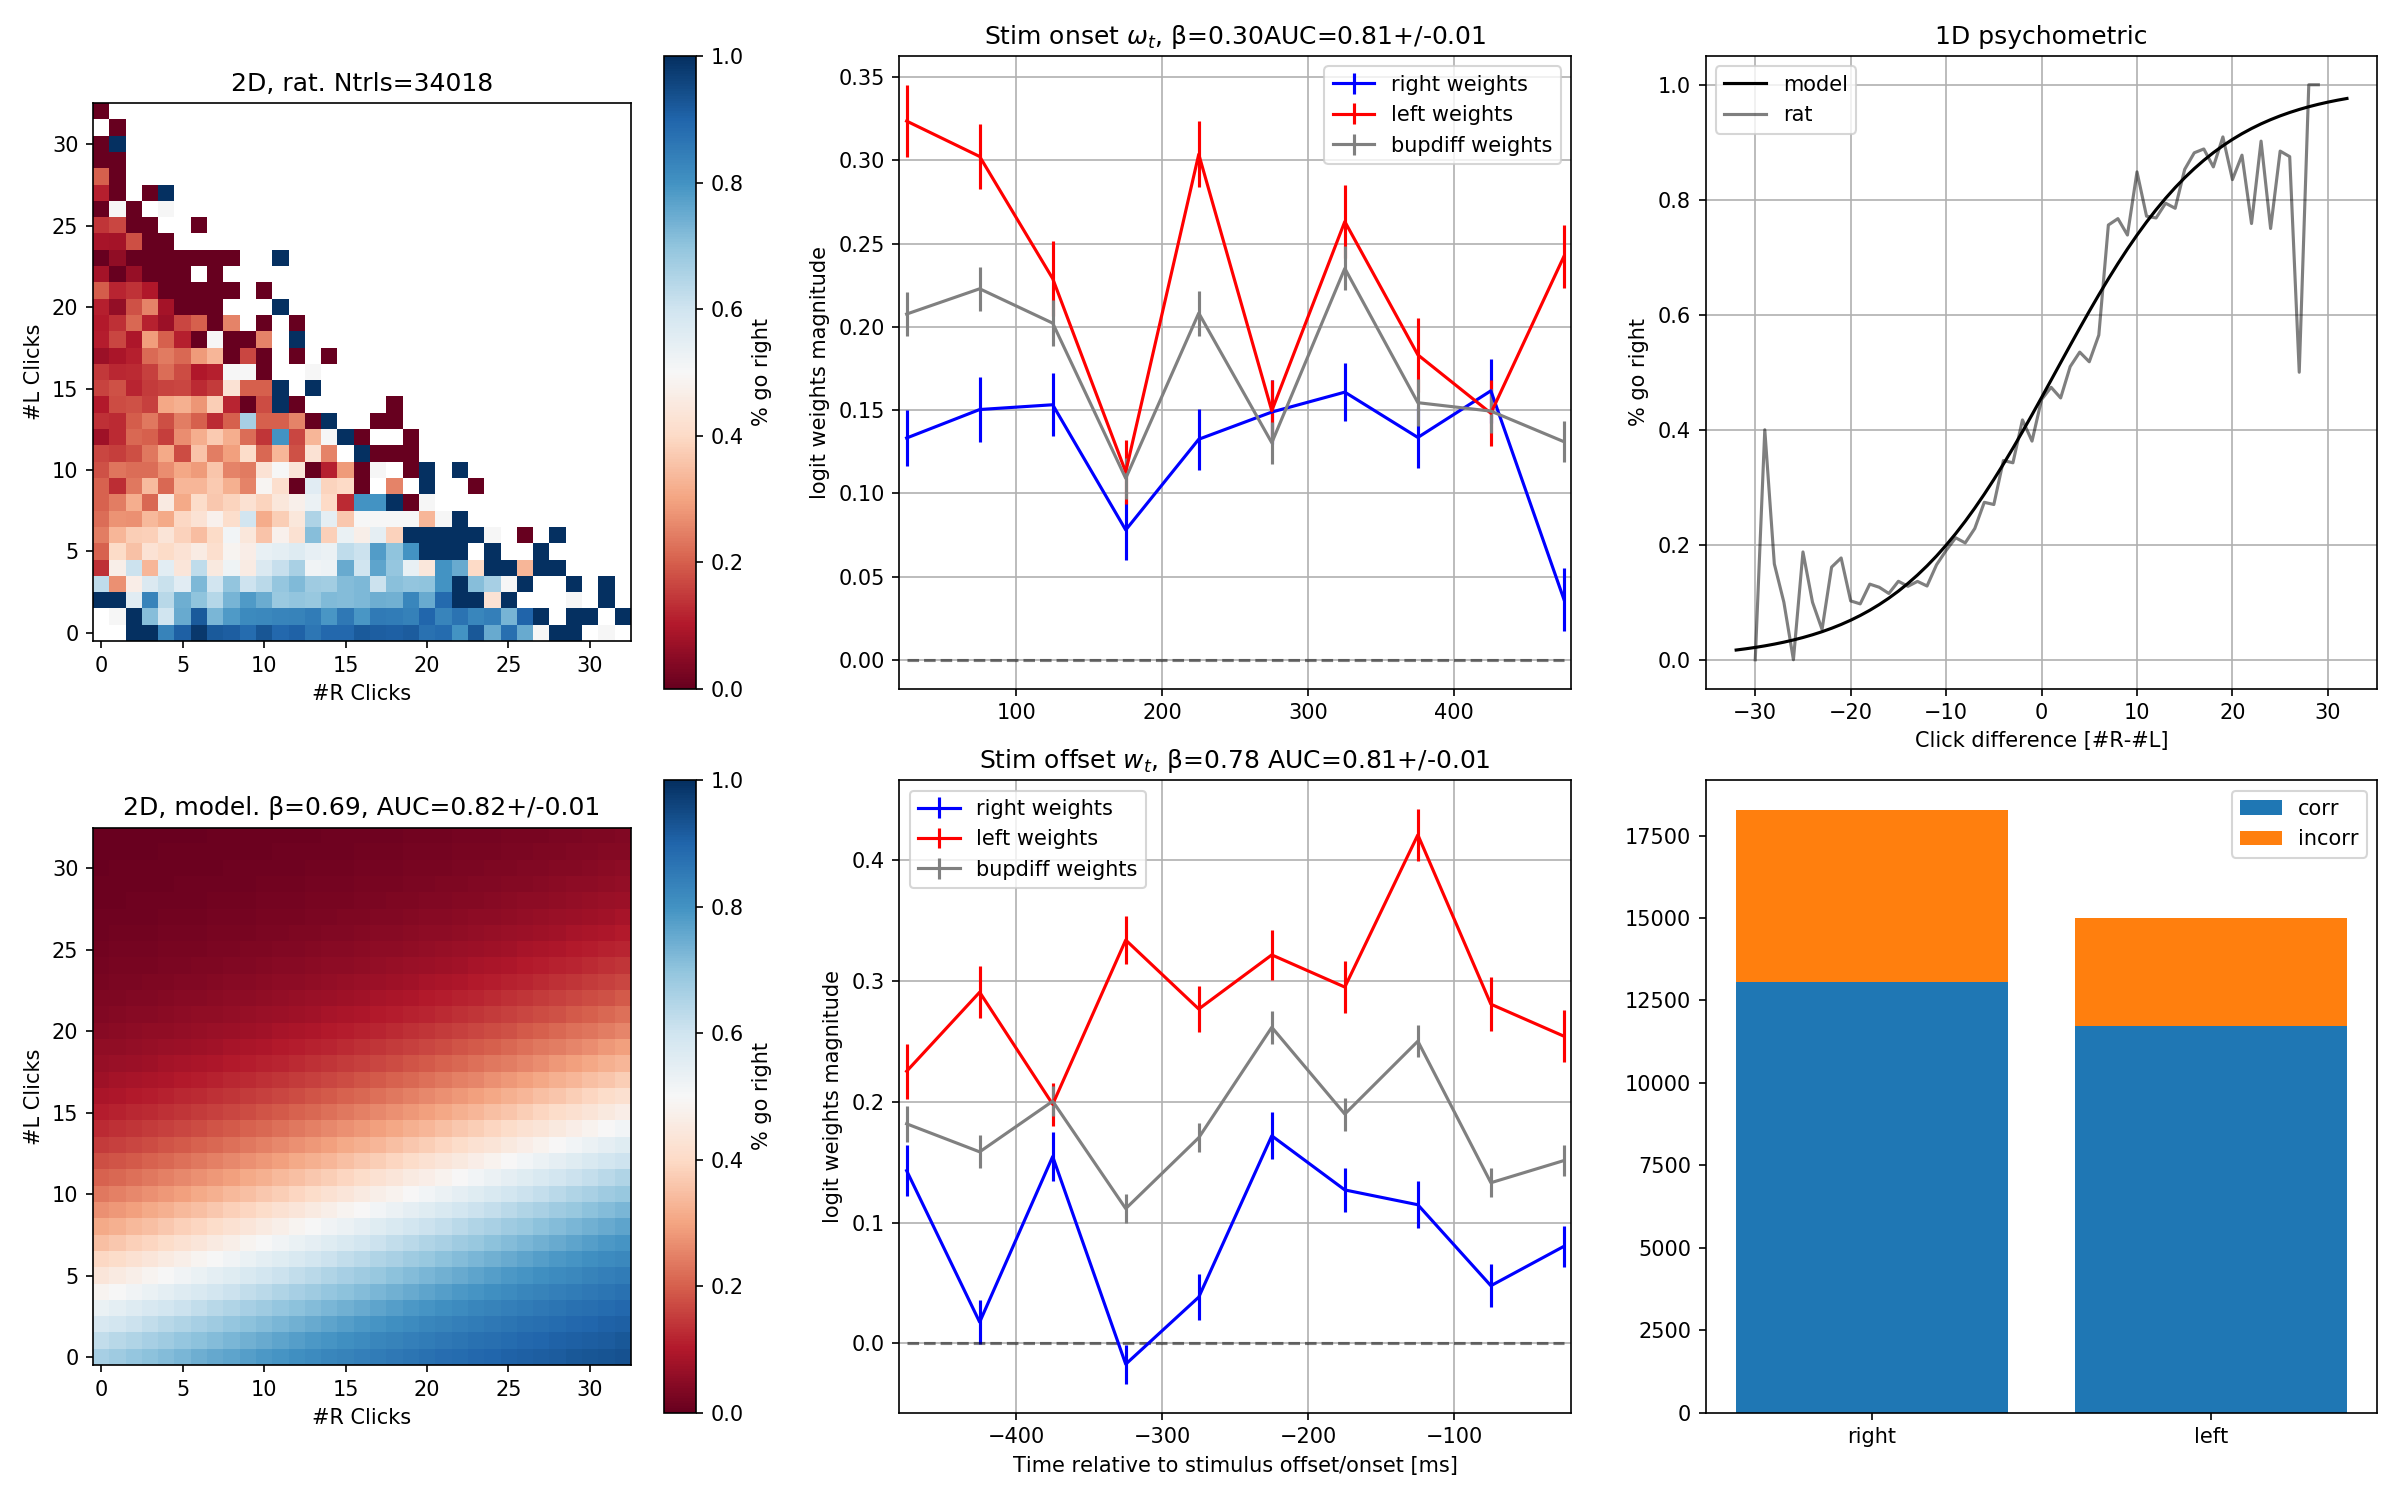 2D, rat. Ntrls=34018
#L Clicks
30
25
20
15
10
5
0
0 5 10 15 20 25 30
#R Clicks
1.0
0.8
0.6
0.4
0.2
0.0
% go right
Stim onset ωt, β=0.30AUC=0.81+/-0.01
right weights
left weights
bupdiff weights
logit weights magnitude
0.35
0.30
0.25
0.20
0.15
0.10
0.05
0.00
100 200 300 400
1D psychometric
model
rat
% go right
1.0
0.8
0.6
0.4
0.2
0.0
−30 −20 −10 0 10 20 30
Click difference [#R-#L]
2D, model. β=0.69, AUC=0.82+/-0.01
#L Clicks
30
25
20
15
10
5
0
0 5 10 15 20 25 30
#R Clicks
1.0
0.8
0.6
0.4
0.2
0.0
% go right
Stim offset wt, β=0.78 AUC=0.81+/-0.01
right weights
left weights
bupdiff weights
logit weights magnitude
0.4
0.3
0.2
0.1
0.0
−400 −300 −200 −100
Time relative to stimulus offset/onset [ms]
corr
incorr
17500
15000
12500
10000
7500
5000
2500
0
right left